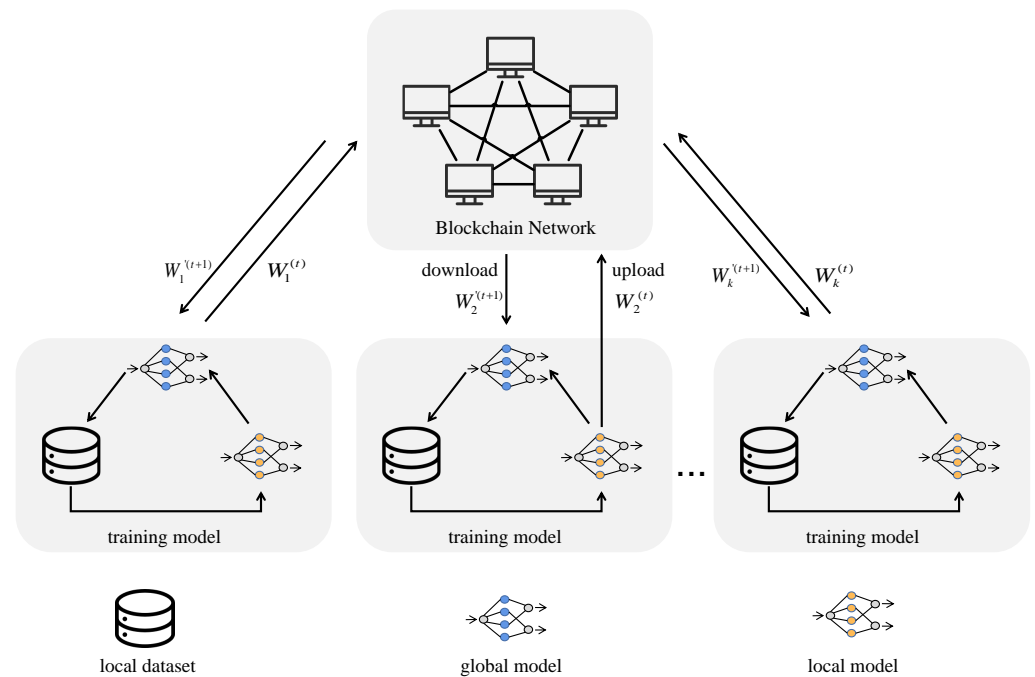 Blockchain Network
W₁'⁽ᵗ⁺¹⁾ W₁⁽ᵗ⁾ download W₂'⁽ᵗ⁺¹⁾ upload W₂⁽ᵗ⁾ Wₖ'⁽ᵗ⁺¹⁾ Wₖ⁽ᵗ⁾
...
training model training model training model
local dataset global model local model